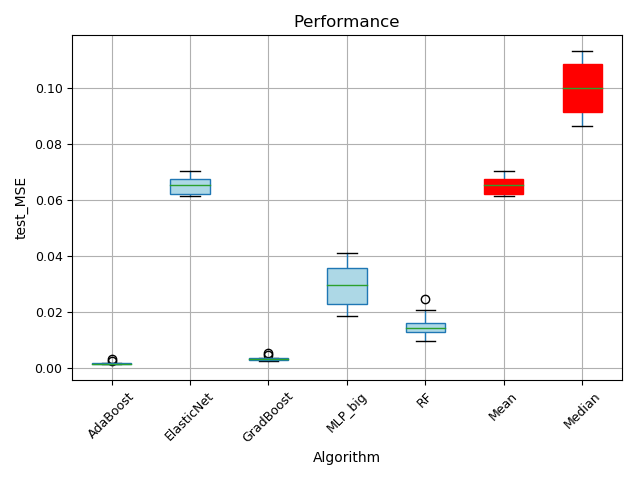 Performance
test_MSE
0.10
0.08
0.06
0.04
0.02
0.00
AdaBoost
ElasticNet
GradBoost
MLP_big
RF
Mean
Median
Algorithm